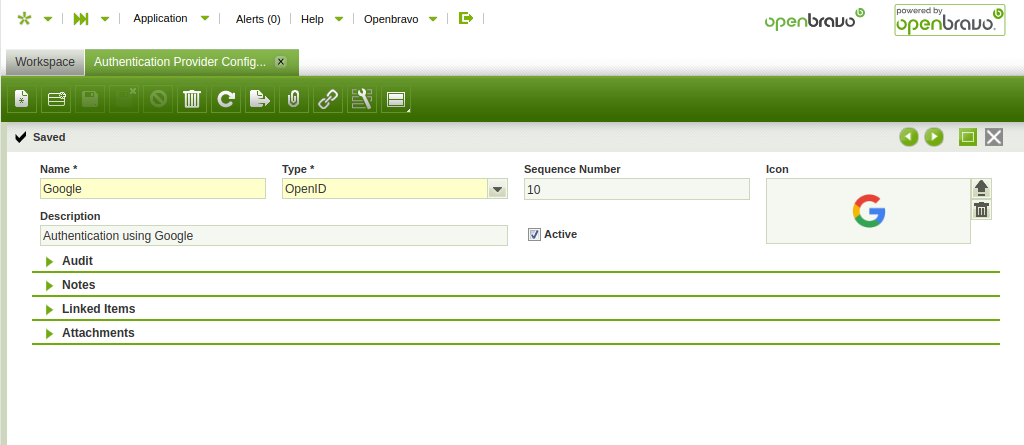 Application Alerts (0) Help Openbravo openbravo powered by openbravo.
Workspace Authentication Provider Config...
Saved
Name * Type * Sequence Number Icon
Google OpenID 10
Description
Authentication using Google Active
Audit
Notes
Linked Items
Attachments